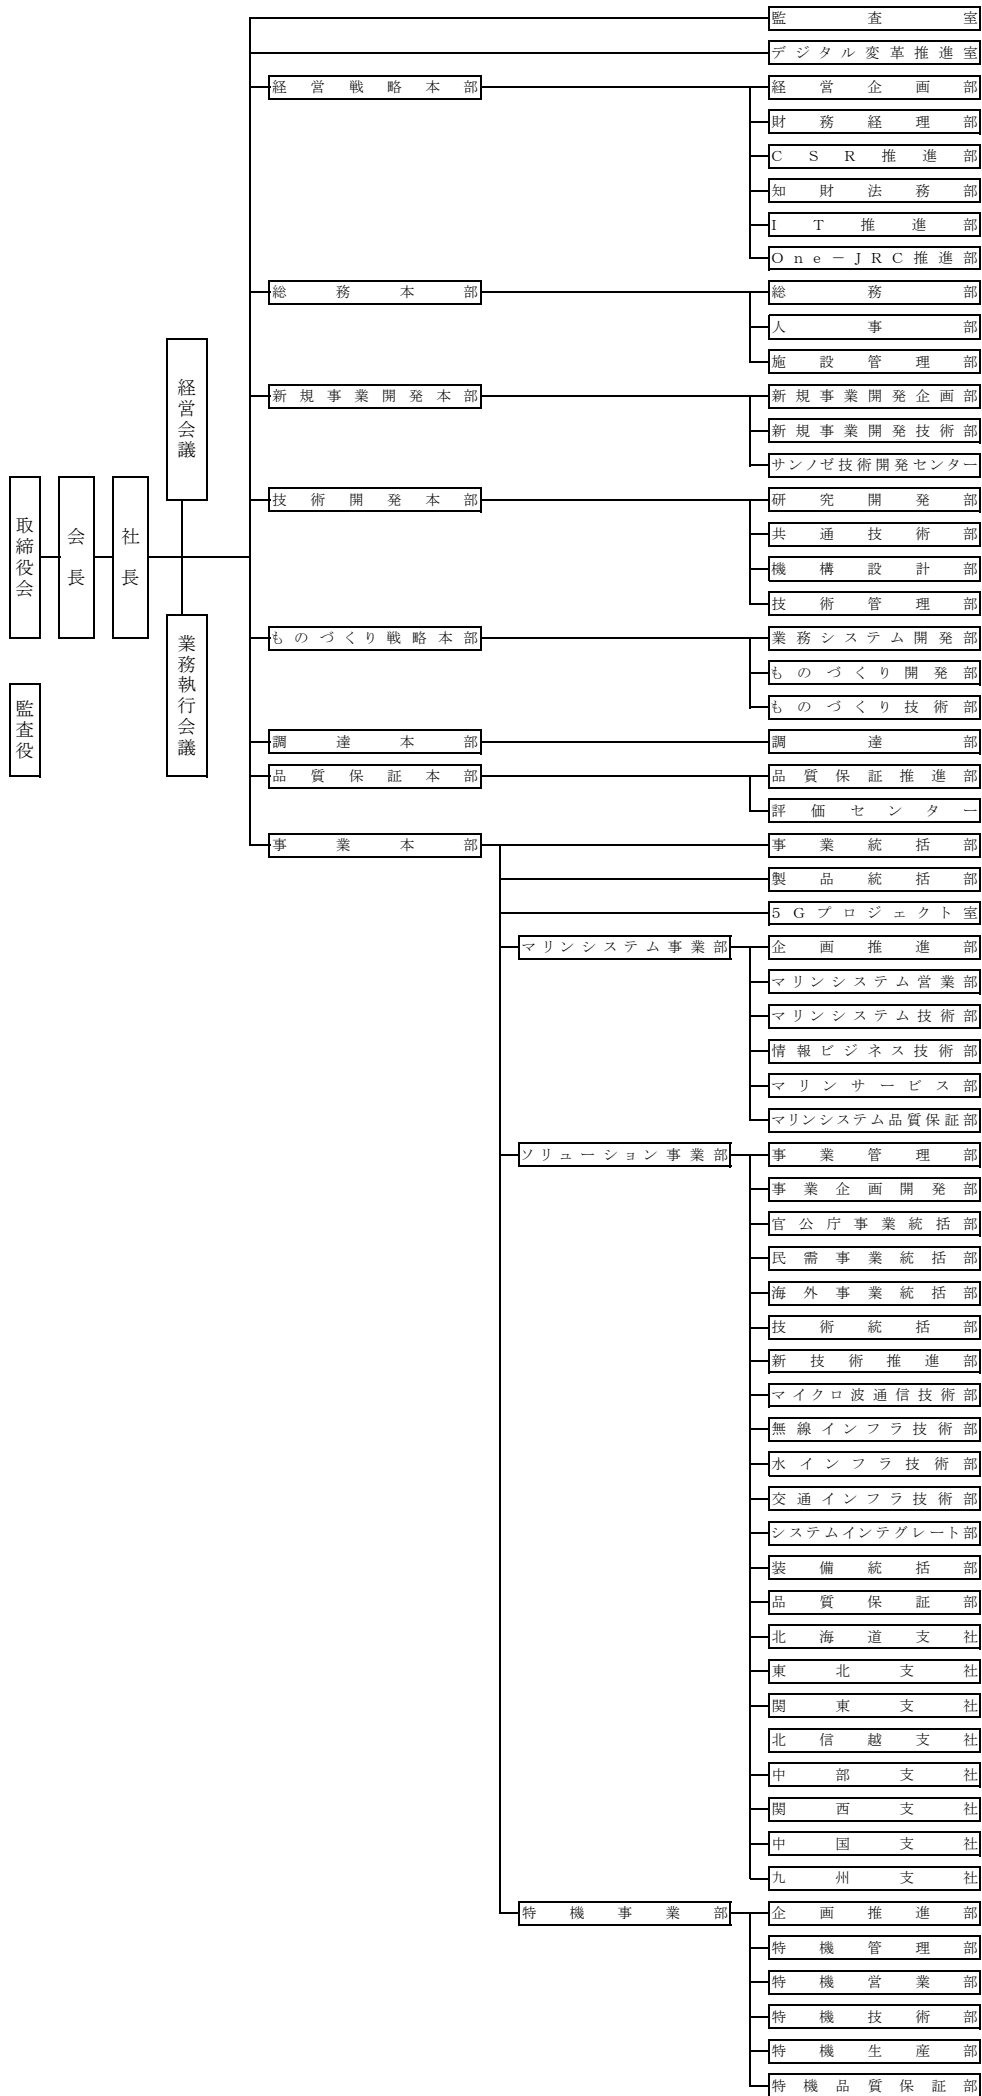 取締役会
監査役
会長
社長
経営会議
業務執行会議
監査室
デジタル変革推進室
経営戦略本部
経営企画部
財務経理部
CSR推進部
知財法務部
IT推進部
One－JRC推進部
総務本部
総務部
人事部
施設管理部
新規事業開発本部
新規事業開発企画部
新規事業開発技術部
サンノゼ技術開発センター
技術開発本部
研究開発部
共通技術部
機構設計部
技術管理部
ものづくり戦略本部
業務システム開発部
ものづくり開発部
ものづくり技術部
調達本部
調達部
品質保証本部
品質保証推進部
評価センター
事業本部
事業統括部
製品統括部
5Gプロジェクト室
マリンシステム事業部
企画推進部
マリンシステム営業部
マリンシステム技術部
情報ビジネス技術部
マリンサービス部
マリンシステム品質保証部
ソリューション事業部
事業管理部
事業企画開発部
官公庁事業統括部
民需事業統括部
海外事業統括部
技術統括部
新技術推進部
マイクロ波通信技術部
無線インフラ技術部
水インフラ技術部
交通インフラ技術部
システムインテグレート部
装備統括部
品質保証部
北海道支社
東北支社
関東支社
北信越支社
中部支社
関西支社
中国支社
九州支社
特機事業部
企画推進部
特機管理部
特機営業部
特機技術部
特機生産部
特機品質保証部